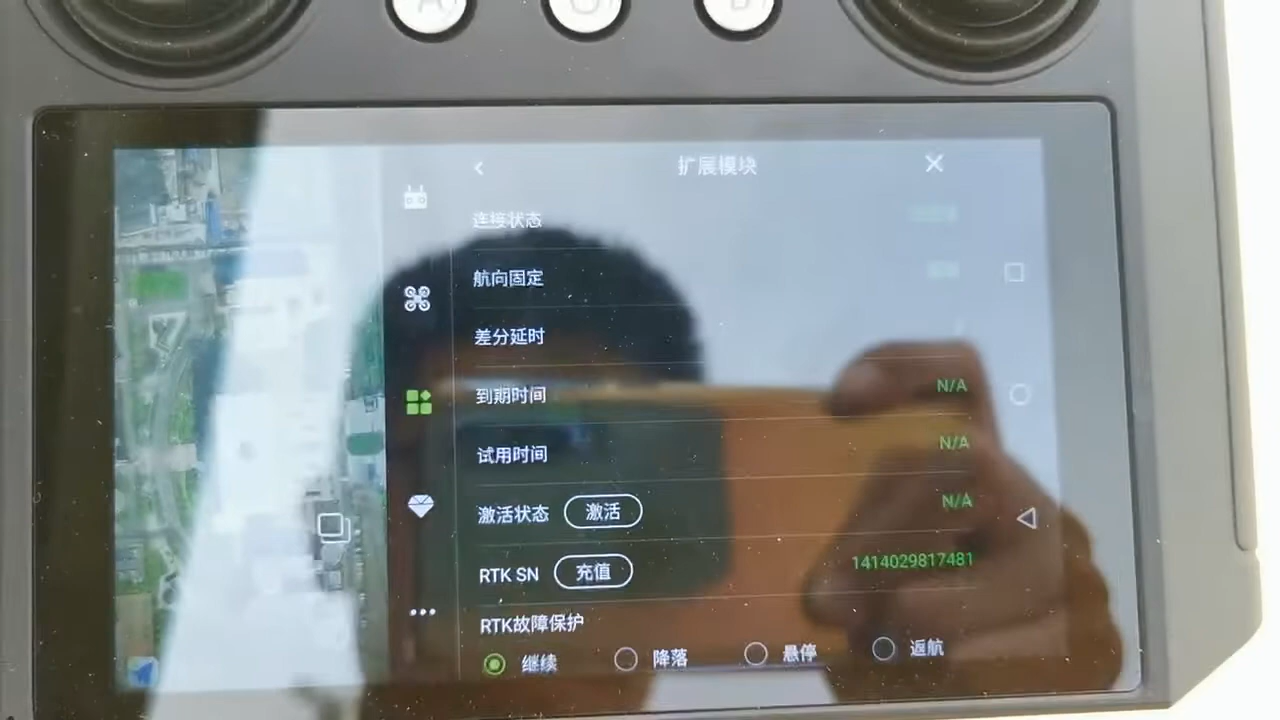 扩展模块
连接状态
航向固定
差分延时
到期时间 N/A
试用时间 N/A
激活状态 激活 N/A
RTK SN 充值 1414029817481
RTK故障保护
继续 降落 悬停 返航